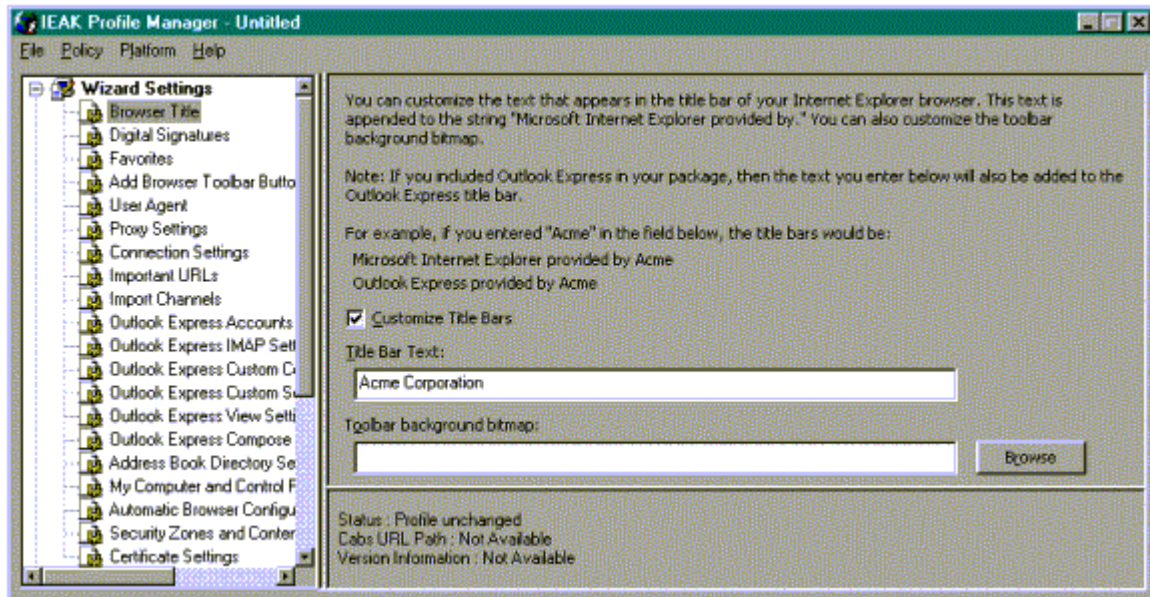 IEAK Profile Manager - Untitled
File Policy Platform Help
Wizard Settings
Browser Title
Digital Signatures
Favorites
Add Browser Toolbar Butto
User Agent
Proxy Settings
Connection Settings
Important URLs
Import Channels
Outlook Express Accounts
Outlook Express IMAP Sett
Outlook Express Custom Co
Outlook Express Custom Se
Outlook Express View Setti
Outlook Express Compose
Address Book Directory Se
My Computer and Control P
Automatic Browser Configu
Security Zones and Conten
Certificate Settings
You can customize the text that appears in the title bar of your Internet Explorer browser. This text is
appended to the string "Microsoft Internet Explorer provided by." You can also customize the toolbar
background bitmap.
Note: If you included Outlook Express in your package, then the text you enter below will also be added to the
Outlook Express title bar.
For example, if you entered "Acme" in the field below, the title bars would be:
Microsoft Internet Explorer provided by Acme
Outlook Express provided by Acme
Customize Title Bars
Title Bar Text:
Acme Corporation
Toolbar background bitmap:
Browse
Status : Profile unchanged
Cabs URL Path : Not Available
Version Information : Not Available